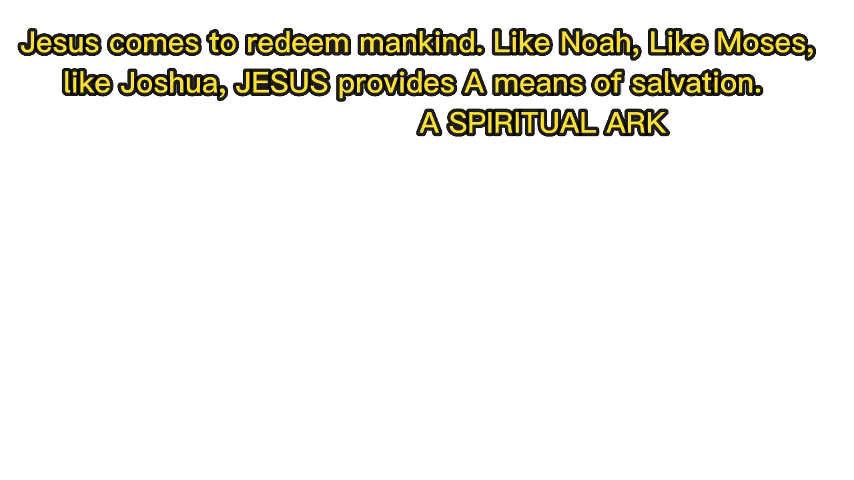 Jesus comes to redeem mankind. Like Noah, Like Moses,
like Joshua, JESUS provides A means of salvation.
A SPIRITUAL ARK